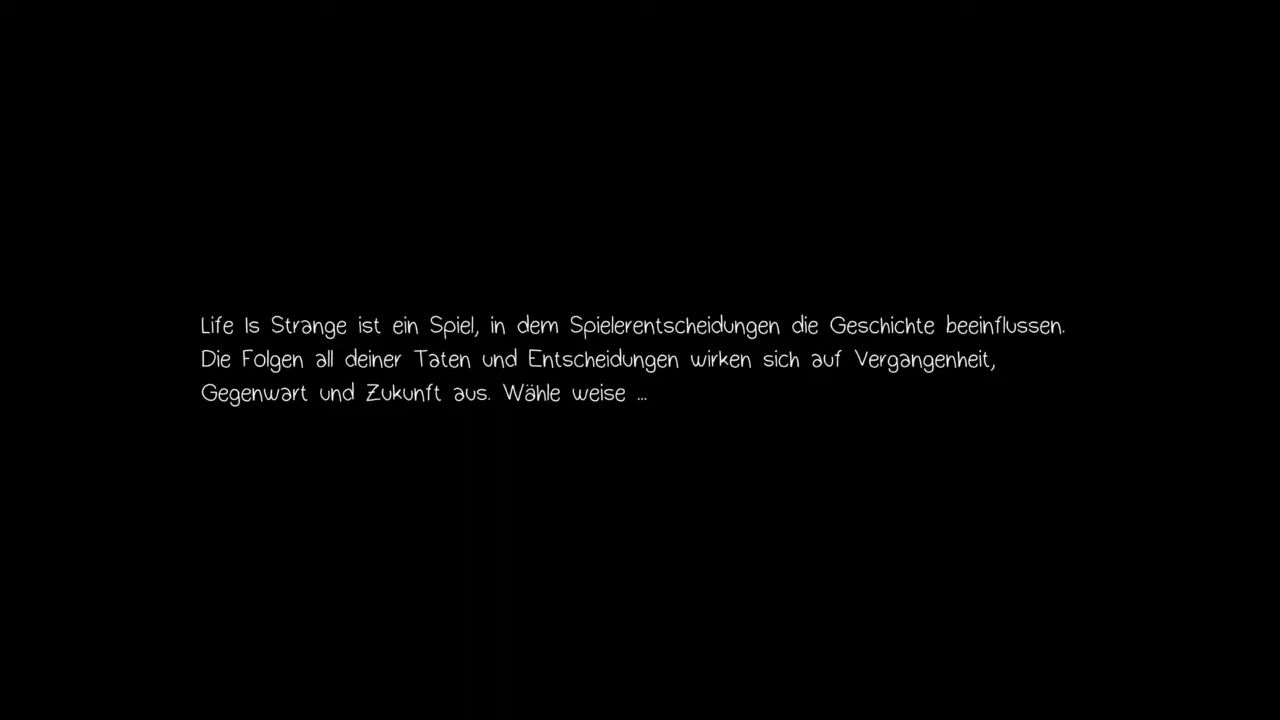 Life Is Strange ist ein Spiel, in dem Spielerentscheidungen die Geschichte beeinflussen.
Die Folgen all deiner Taten und Entscheidungen wirken sich auf Vergangenheit,
Gegenwart und Zukunft aus. Wähle weise ...